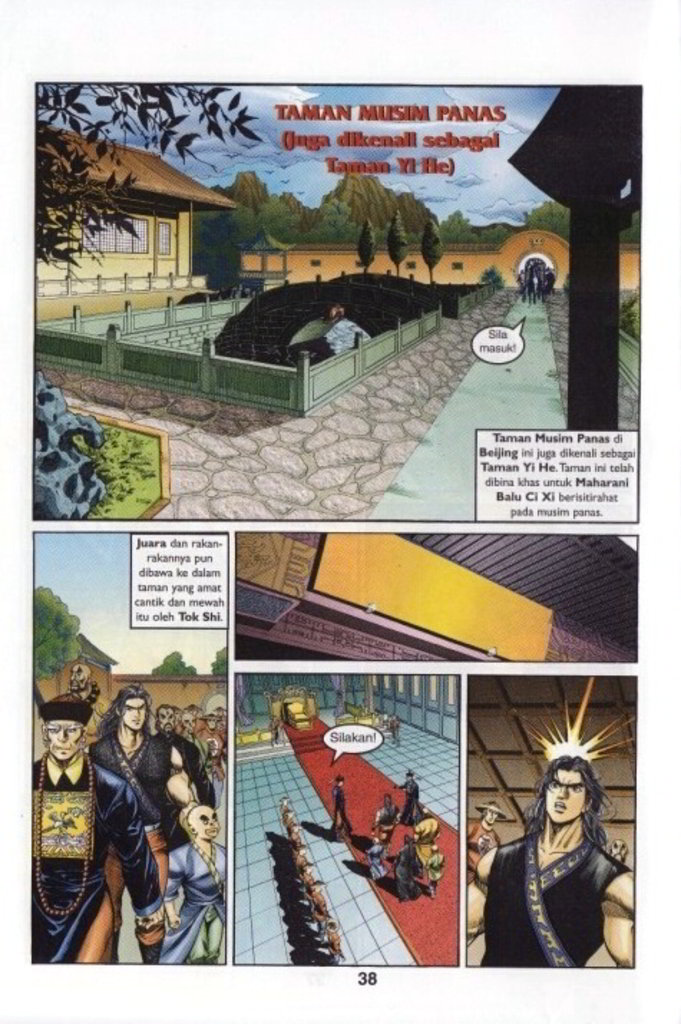 TAMAN MUSIM PANAS
(Juga dikenali sebagai
Taman Yi He)
Sila
masuk!
Taman Musim Panas di
Beijing ini juga dikenali sebagai
Taman Yi He. Taman ini telah
dibina khas untuk Maharani
Balu Ci Xi berisitirahat
pada musim panas.
Juara dan rakan-
rakannya pun
dibawa ke dalam
taman yang amat
cantik dan mewah
itu oleh Tok Shi.
Silakan!
38